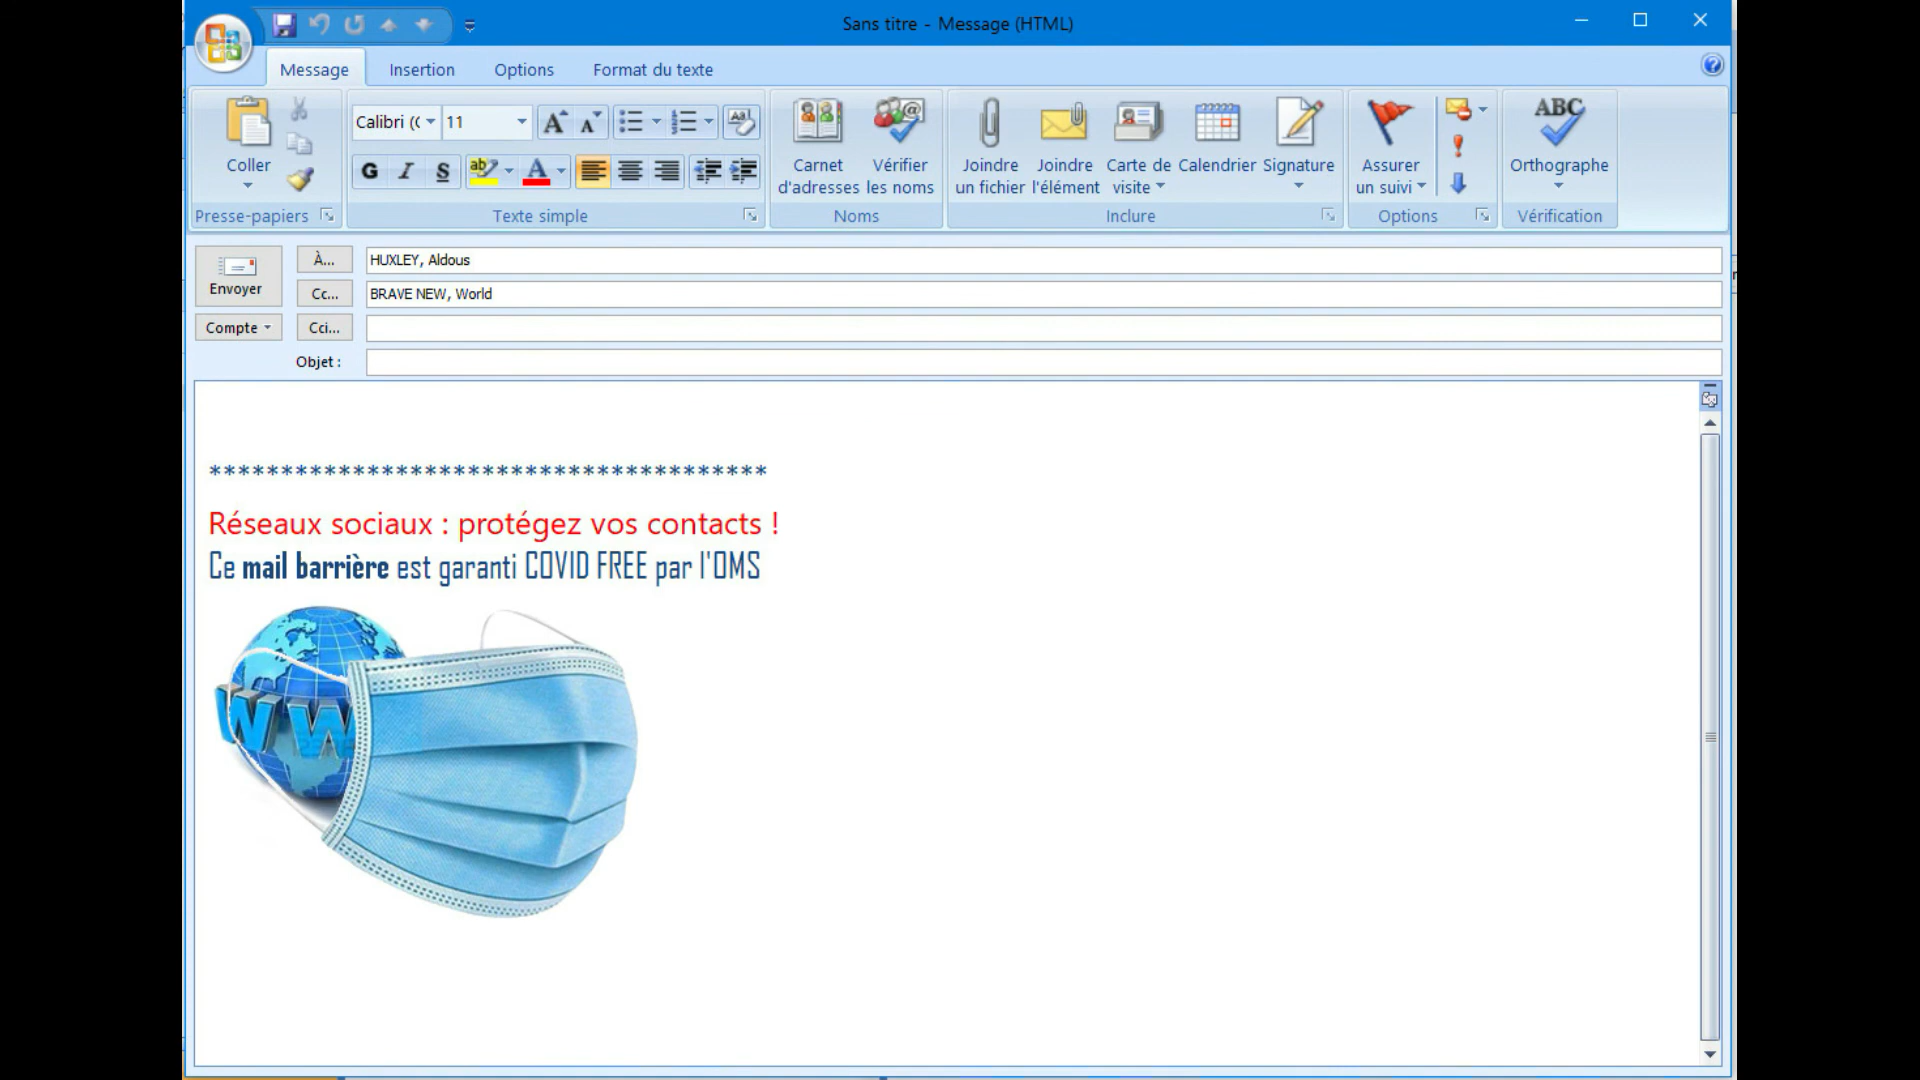 Sans titre - Message (HTML)
Message Insertion Options Format du texte
Calibri (( 11
Coller
G I S
Presse-papiers
Texte simple
Carnet d'adresses
Vérifier les noms
Noms
Joindre un fichier
Joindre l'élément
Carte de visite
Calendrier
Signature
Inclure
Assurer un suivi
Options
ABC
Orthographe
Vérification
Envoyer
À... HUXLEY, Aldous
Cc... BRAVE NEW, World
Compte
Cci...
Objet :
***************************************
Réseaux sociaux : protégez vos contacts !
Ce mail barrière est garanti COVID FREE par l'OMS
WW